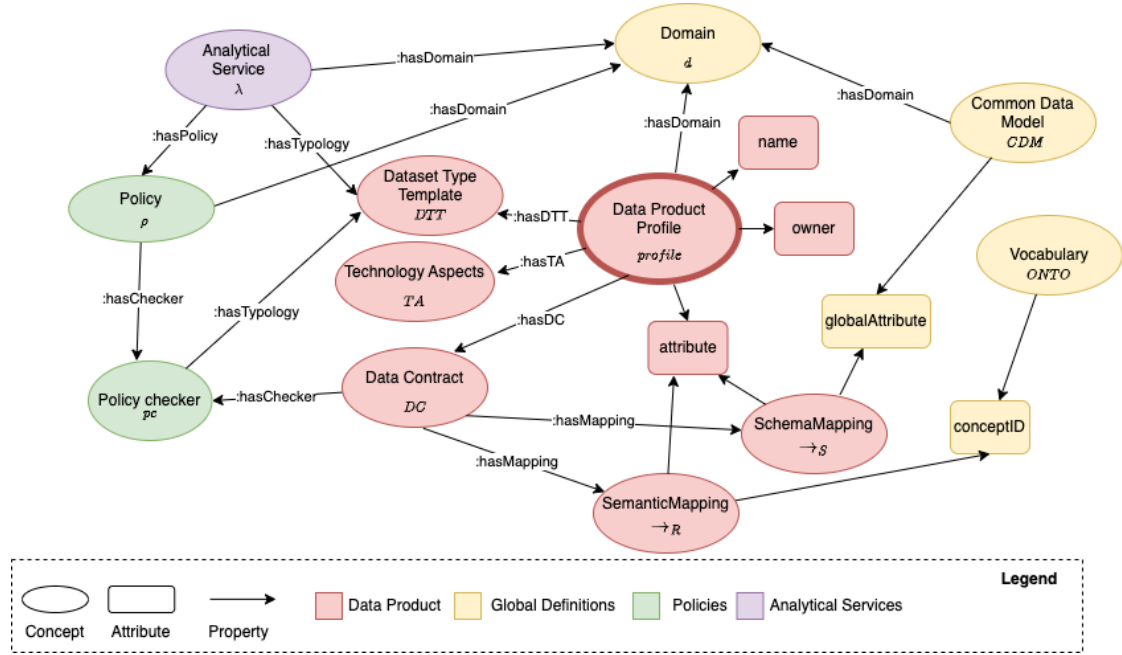 Analytical
Service
λ
:hasDomain
Domain
d
:hasDomain
:hasDomain
:hasDomain
Common Data
Model
CDM
:hasPolicy
:hasTypology
name
Policy
ρ
Dataset Type
Template
DTT
:hasDTT
Data Product
Profile
profile
owner
:hasTA
Technology Aspects
TA
Vocabulary
ONTO
:hasChecker
:hasTypology
:hasDC
attribute
globalAttribute
Policy checker
pc
:hasChecker
Data Contract
DC
:hasMapping
SchemaMapping
→S
conceptID
:hasMapping
SemanticMapping
→R
Legend
Concept
Attribute
Property
Data Product
Global Definitions
Policies
Analytical Services